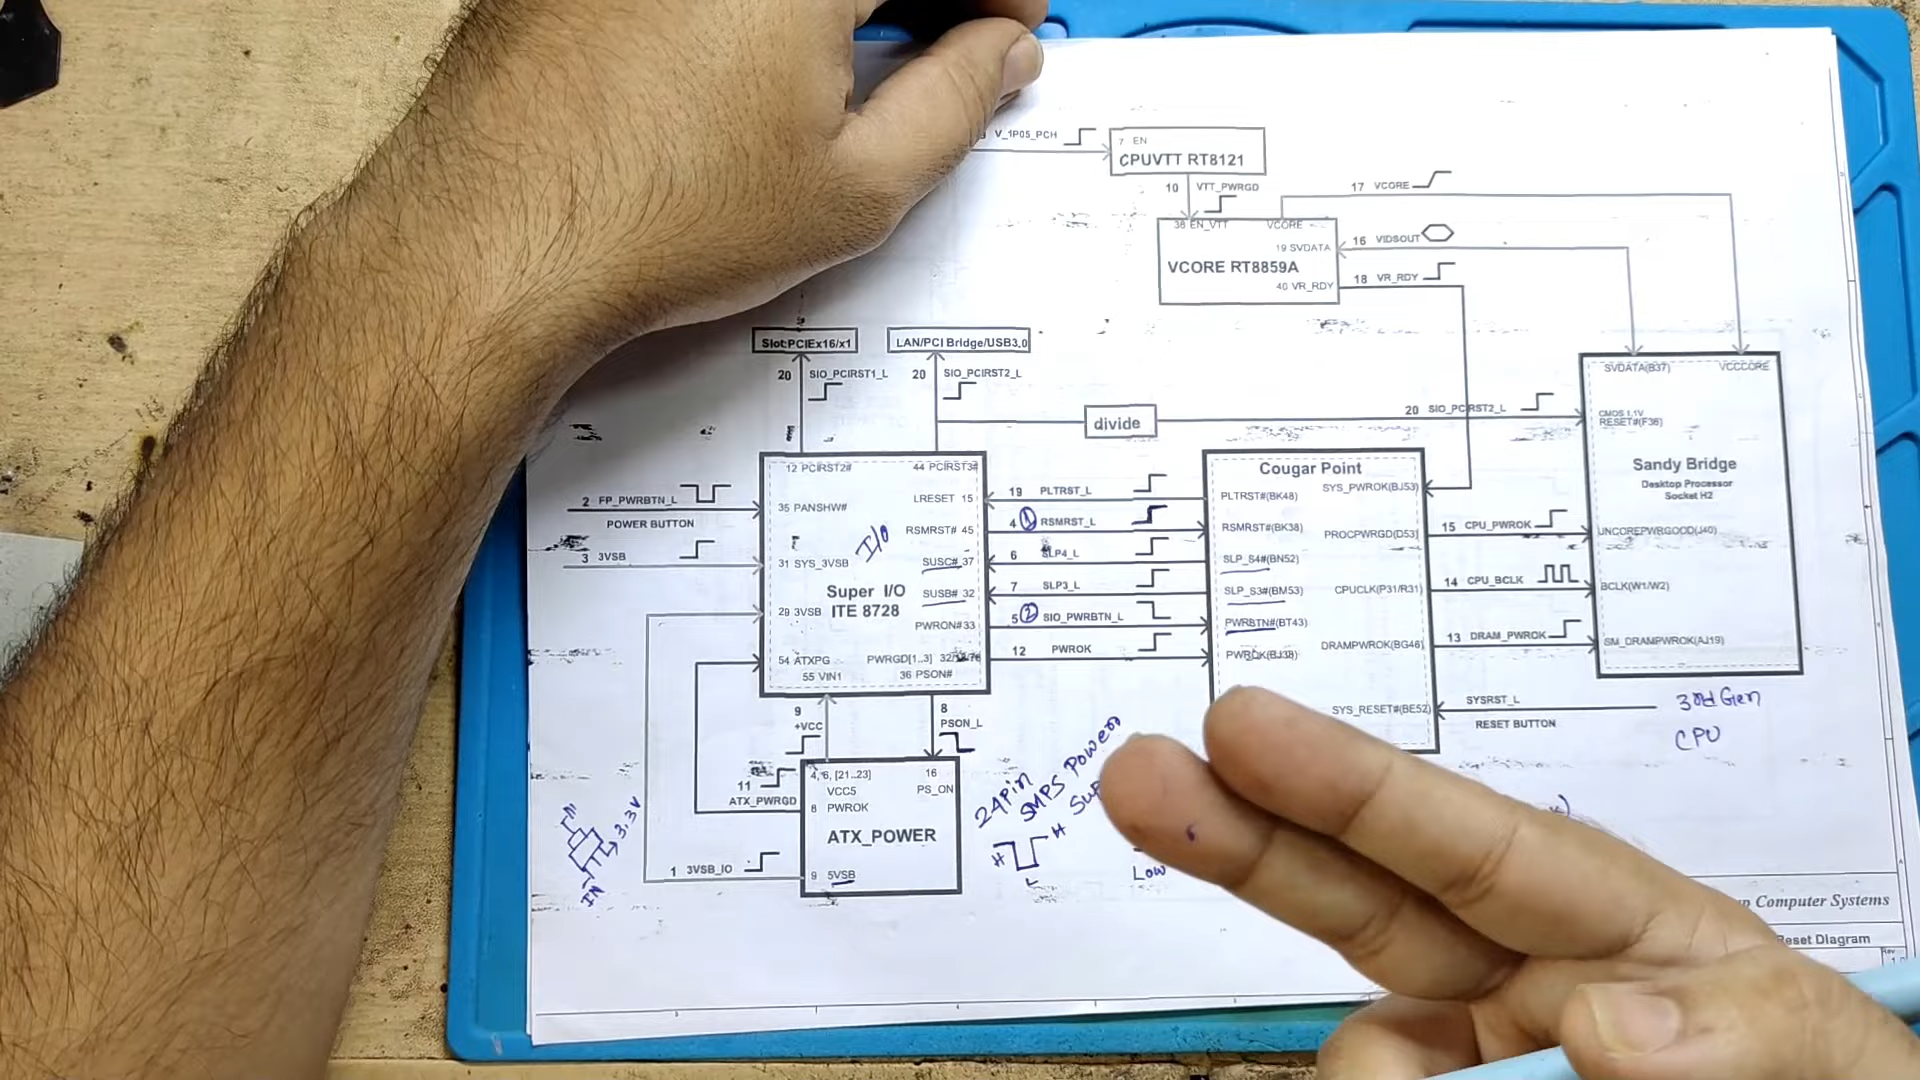 V_1P05_PCH
7 EN
CPUVTT RT8121
10 VTT_PWRGD
17 VCORE
38 EN_VTT VCORE
19 SVDATA
16 VIDSOUT
VCORE RT8859A
40 VR_RDY
18 VR_RDY
Slot:PCIEx16/x1
LAN/PCI Bridge/USB3.0
20 SIO_PCIRST1_L
20 SIO_PCIRST2_L
divide
20 SIO_PCIRST2_L
SVDATA(B37) VCCCORE
CMOS 1.1V
RESET#(F36)
Sandy Bridge
Desktop Processor
Socket H2
UNCOREPWRGOOD(J40)
BCLK(W1/W2)
SM_DRAMPWROK(AJ19)
12 PCIRST2# 44 PCIRST3#
2 FP_PWRBTN_L
POWER BUTTON
3 3VSB
35 PANSHW#
31 SYS_3VSB
29 3VSB
54 ATXPG
55 VIN1
I/O
Super I/O
ITE 8728
LRESET 15
RSMRST# 45
SUSC# 37
SUSB# 32
PWRON# 33
PWRGD[1..3]
36 PSON#
19 PLTRST_L
4 1 RSMRST_L
6 SLP4_L
7 SLP3_L
5 2 SIO_PWRBTN_L
12 PWROK
Cougar Point
PLTRST#(BK48)
RSMRST#(BK38)
SLP_S4#(BN52)
SLP_S3#(BM53)
PWRBTN#(BT43)
PWROK(BJ38)
SYS_PWROK(BJ53)
PROCPWRGD(D53)
CPUCLK(P31/R31)
DRAMPWROK(BG46)
SYS_RESET#(BE52)
15 CPU_PWROK
14 CPU_BCLK
13 DRAM_PWROK
SYSRST_L
RESET BUTTON
3rd Gen
CPU
9
+VCC
8
PSON_L
11
ATX_PWRGD
4, 6, [21..23]
VCC5
16
PS_ON
8 PWROK
ATX_POWER
9 5VSB
1 3VSB_IO
3.3V
IN
24Pin
SMPS Power
H H
L
Low
Computer Systems
Reset Diagram
Rev